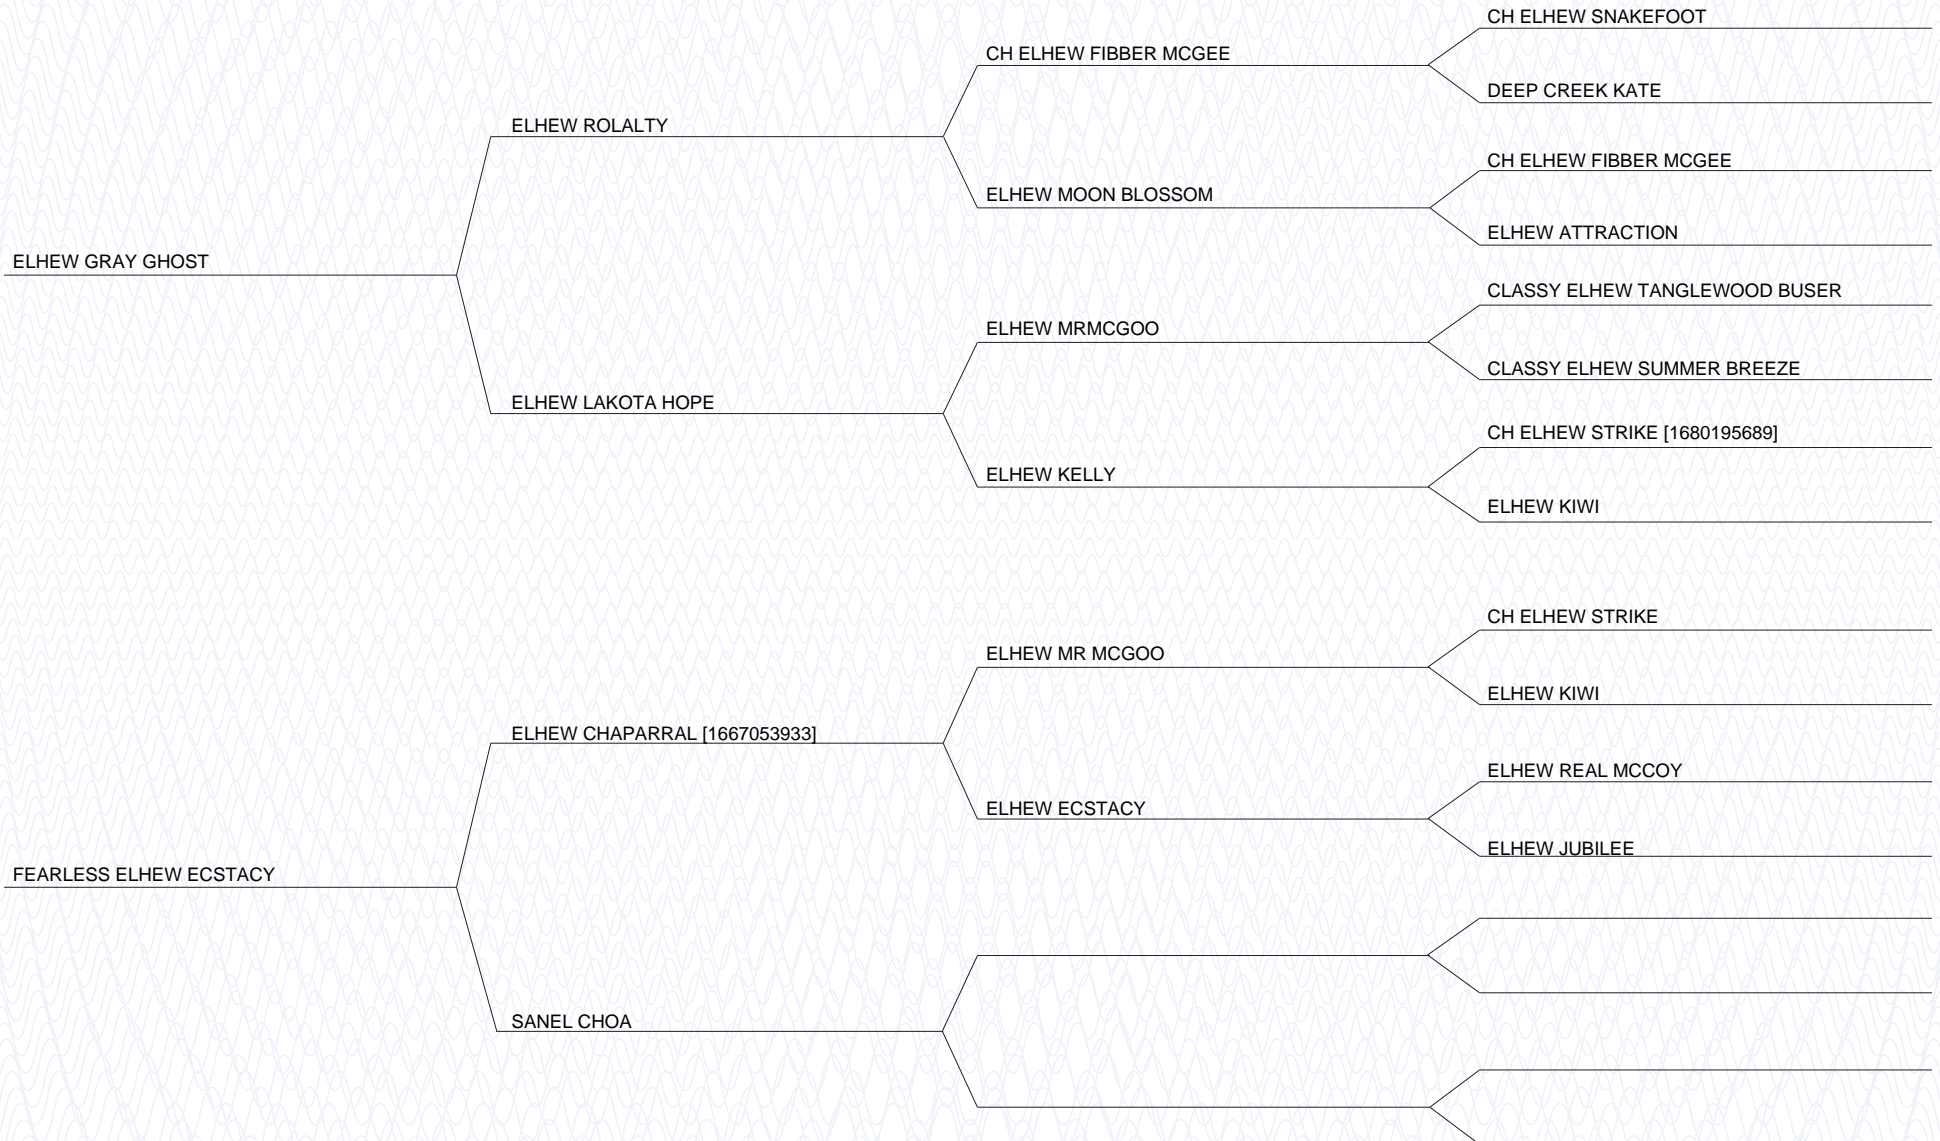 CH ELHEW SNAKEFOOT
CH ELHEW FIBBER MCGEE
DEEP CREEK KATE
ELHEW ROLALTY
CH ELHEW FIBBER MCGEE
ELHEW MOON BLOSSOM
ELHEW ATTRACTION
ELHEW GRAY GHOST
CLASSY ELHEW TANGLEWOOD BUSER
ELHEW MRMCGOO
CLASSY ELHEW SUMMER BREEZE
ELHEW LAKOTA HOPE
CH ELHEW STRIKE [1680195689]
ELHEW KELLY
ELHEW KIWI
CH ELHEW STRIKE
ELHEW MR MCGOO
ELHEW KIWI
ELHEW CHAPARRAL [1667053933]
ELHEW REAL MCCOY
ELHEW ECSTACY
ELHEW JUBILEE
FEARLESS ELHEW ECSTACY
SANEL CHOA